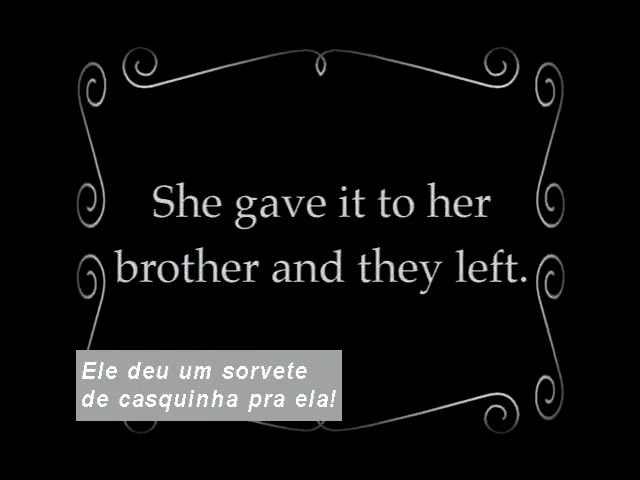 She gave it to her
brother and they left.
Ele deu um sorvete
de casquinha pra ela!